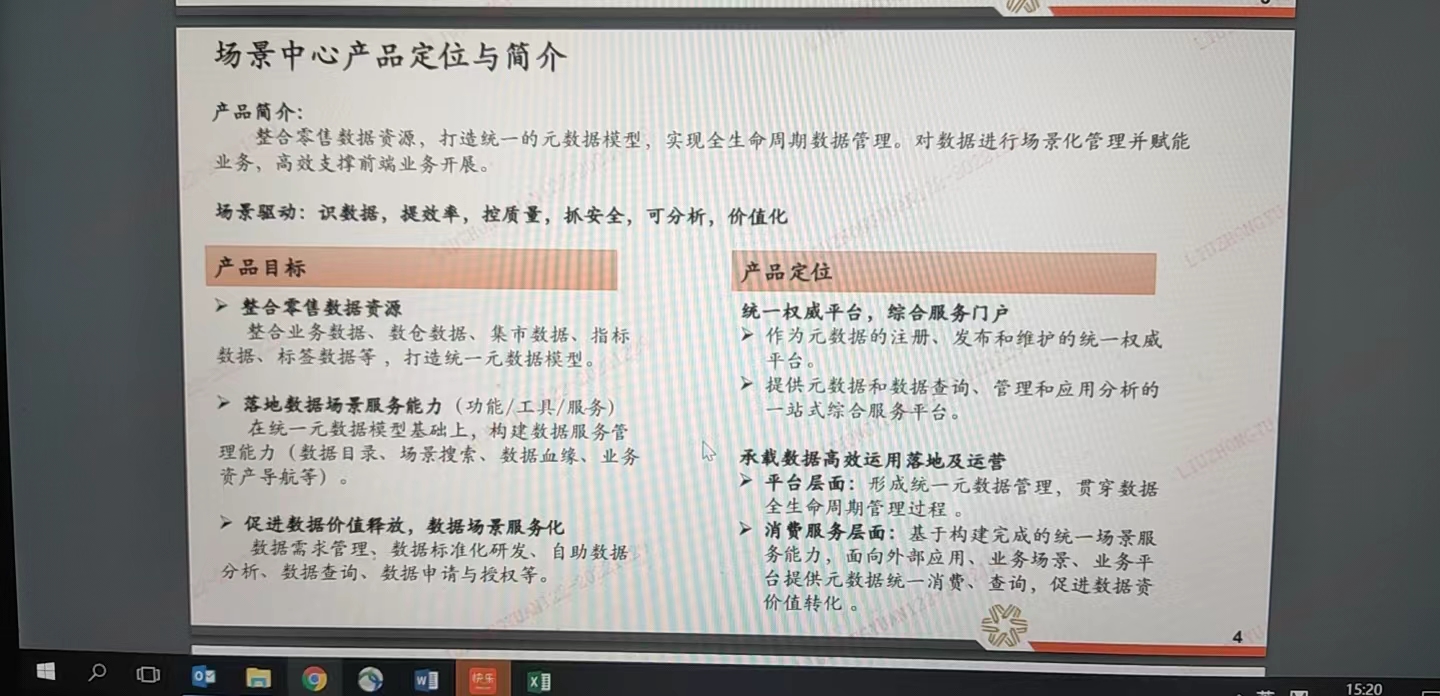 场景中心产品定位与简介
产品简介：
整合零售数据资源，打造统一的元数据模型，实现全生命周期数据管理。对数据进行场景化管理并赋能
业务，高效支撑前端业务开展。
场景驱动：识数据，提效率，控质量，抓安全，可分析，价值化
产品目标
➢ 整合零售数据资源
整合业务数据、数仓数据、集市数据、指标
数据、标签数据等，打造统一元数据模型。
➢ 落地数据场景服务能力（功能/工具/服务）
在统一元数据模型基础上，构建数据服务管
理能力（数据目录、场景搜索、数据血缘、业务
资产导航等）。
➢ 促进数据价值释放，数据场景服务化
数据需求管理、数据标准化研发、自助数据
分析、数据查询、数据申请与授权等。
产品定位
统一权威平台，综合服务门户
➢ 作为元数据的注册、发布和维护的统一权威
平台。
➢ 提供元数据和数据查询、管理和应用分析的
一站式综合服务平台。
承载数据高效运用落地及运营
➢ 平台层面：形成统一元数据管理，贯穿数据
全生命周期管理过程。
➢ 消费服务层面：基于构建完成的统一场景服
务能力，面向外部应用、业务场景、业务平
台提供元数据统一消费、查询，促进数据资
价值转化。
4
快乐
英
15:20